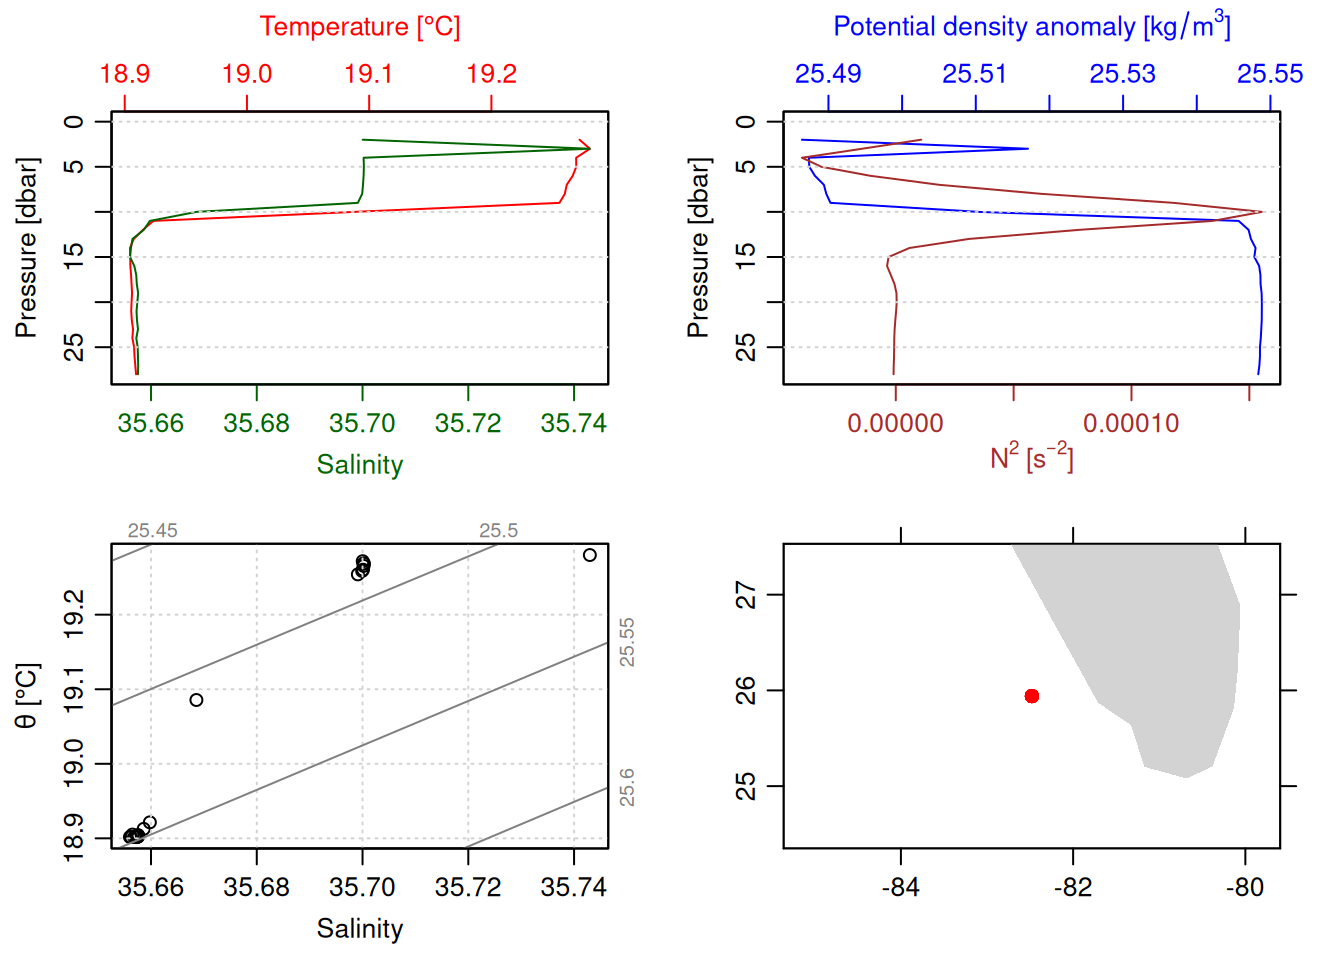 Temperature [°C]
18.9 19.0 19.1 19.2
Pressure [dbar]
0
5
15
25
35.66 35.68 35.70 35.72 35.74
Salinity
Potential density anomaly [kg/m³]
25.49 25.51 25.53 25.55
Pressure [dbar]
0
5
15
25
0.00000 0.00010
N² [s⁻²]
25.45 25.5
θ [°C]
19.2
19.1
19.0
18.9
25.55
25.6
35.66 35.68 35.70 35.72 35.74
Salinity
27
26
25
-84 -82 -80